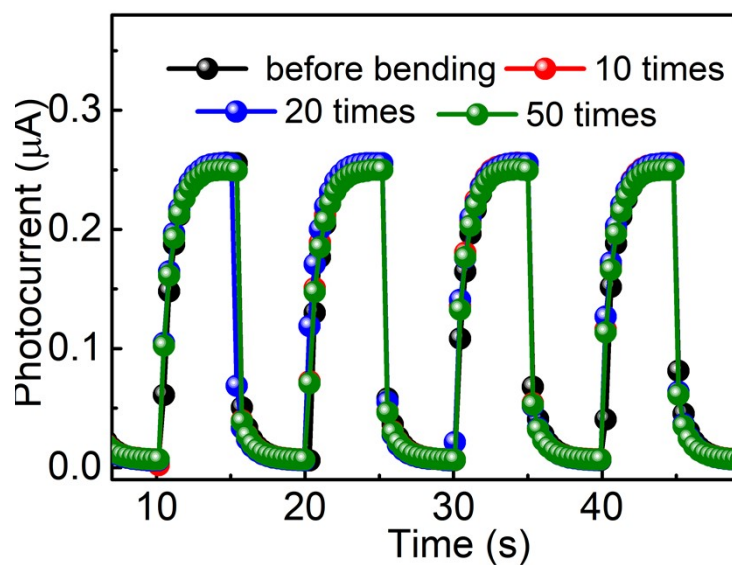 before bending 10 times
20 times 50 times
Photocurrent (μA)
0.3
0.2
0.1
0.0
10 20 30 40
Time (s)